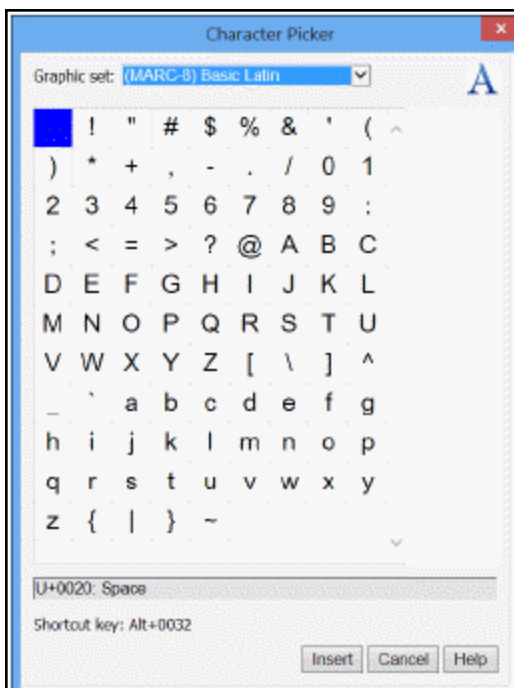 Character Picker
x
Graphic set: (MARC-8) Basic Latin
A
! " # $ % & ' (
) * + , - . / 0 1
2 3 4 5 6 7 8 9 :
; < = > ? @ A B C
D E F G H I J K L
M N O P Q R S T U
V W X Y Z [ \ ] ^
_ ` a b c d e f g
h i j k l m n o p
q r s t u v w x y
z { | } ~
U+0020: Space
Shortcut key: Alt+0032
Insert Cancel Help